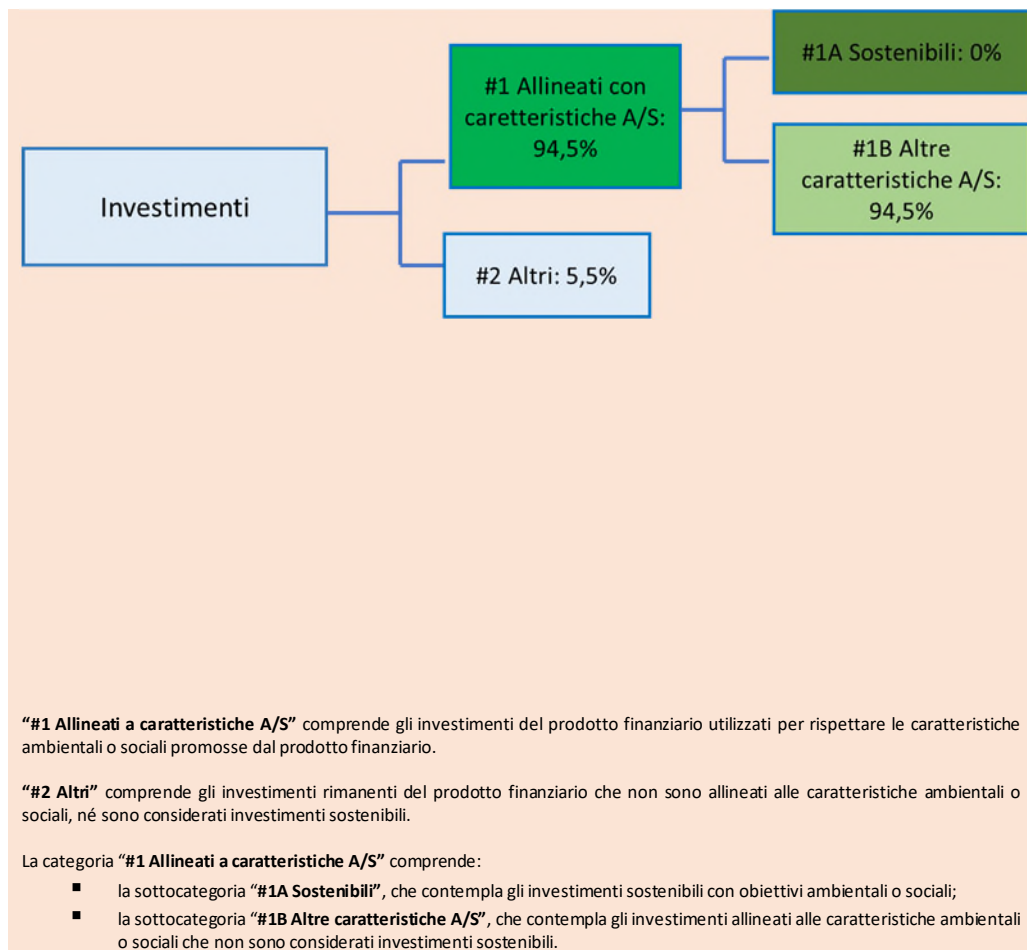 #1A Sostenibili: 0%
#1 Allineati con
caretteristiche A/S:
94,5%
#1B Altre
caratteristiche A/S:
94,5%
Investimenti
#2 Altri: 5,5%
“#1 Allineati a caratteristiche A/S” comprende gli investimenti del prodotto finanziario utilizzati per rispettare le caratteristiche
ambientali o sociali promosse dal prodotto finanziario.
“#2 Altri” comprende gli investimenti rimanenti del prodotto finanziario che non sono allineati alle caratteristiche ambientali o
sociali, né sono considerati investimenti sostenibili.
La categoria “#1 Allineati a caratteristiche A/S” comprende:
▪ la sottocategoria “#1A Sostenibili”, che contempla gli investimenti sostenibili con obiettivi ambientali o sociali;
▪ la sottocategoria “#1B Altre caratteristiche A/S”, che contempla gli investimenti allineati alle caratteristiche ambientali
o sociali che non sono considerati investimenti sostenibili.